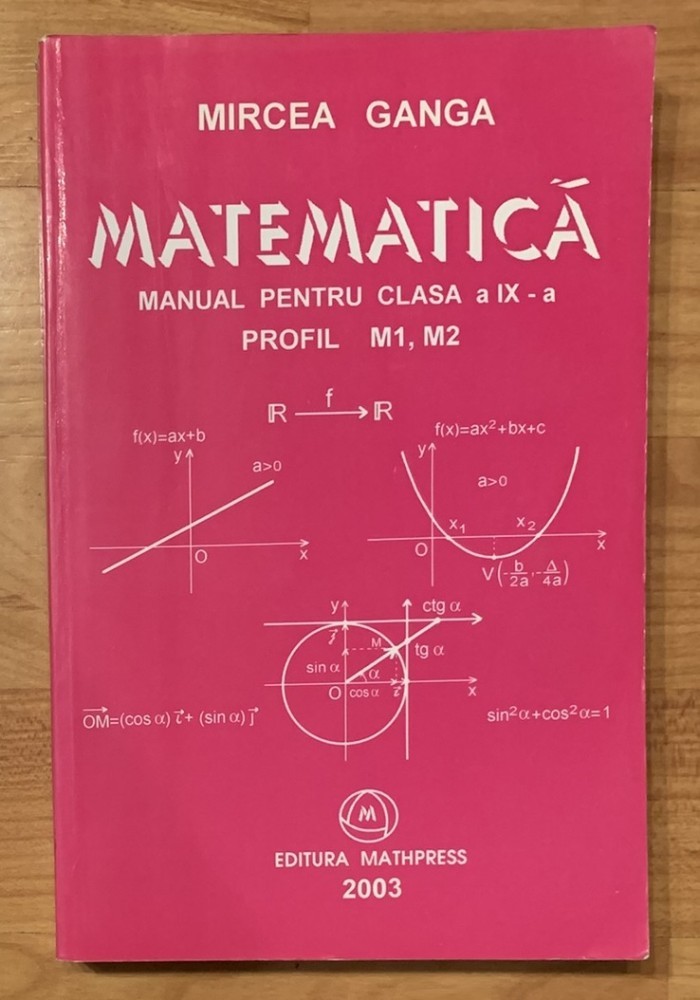 MIRCEA GANGA
MATEMATICĂ
MANUAL PENTRU CLASA a IX - a
PROFIL M1, M2
ℝ f ℝ
f(x)=ax+b
y
a>0
O
x
f(x)=ax²+bx+c
y
a>0
x₁
x₂
O
x
V(-b/2a, -Δ/4a)
y
ctg α
j⃗
M
tg α
sin α
α
O
cos α
i⃗
x
OM⃗=(cos α) i⃗+ (sin α) j⃗
sin²α+cos²α=1
M
EDITURA MATHPRESS
2003